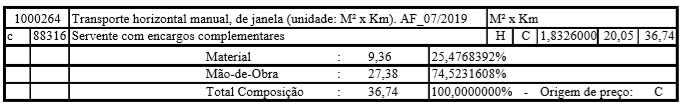 1000264 Transporte horizontal manual, de janela (unidade: M² x Km). AF_07/2019 M² x Km
c 88316 Servente com encargos complementares H C 1,8326000 20,05 36,74
Material : 9,36 25,4768392%
Mão-de-Obra : 27,38 74,5231608%
Total Composição : 36,74 100,0000000% - Origem de preço: C